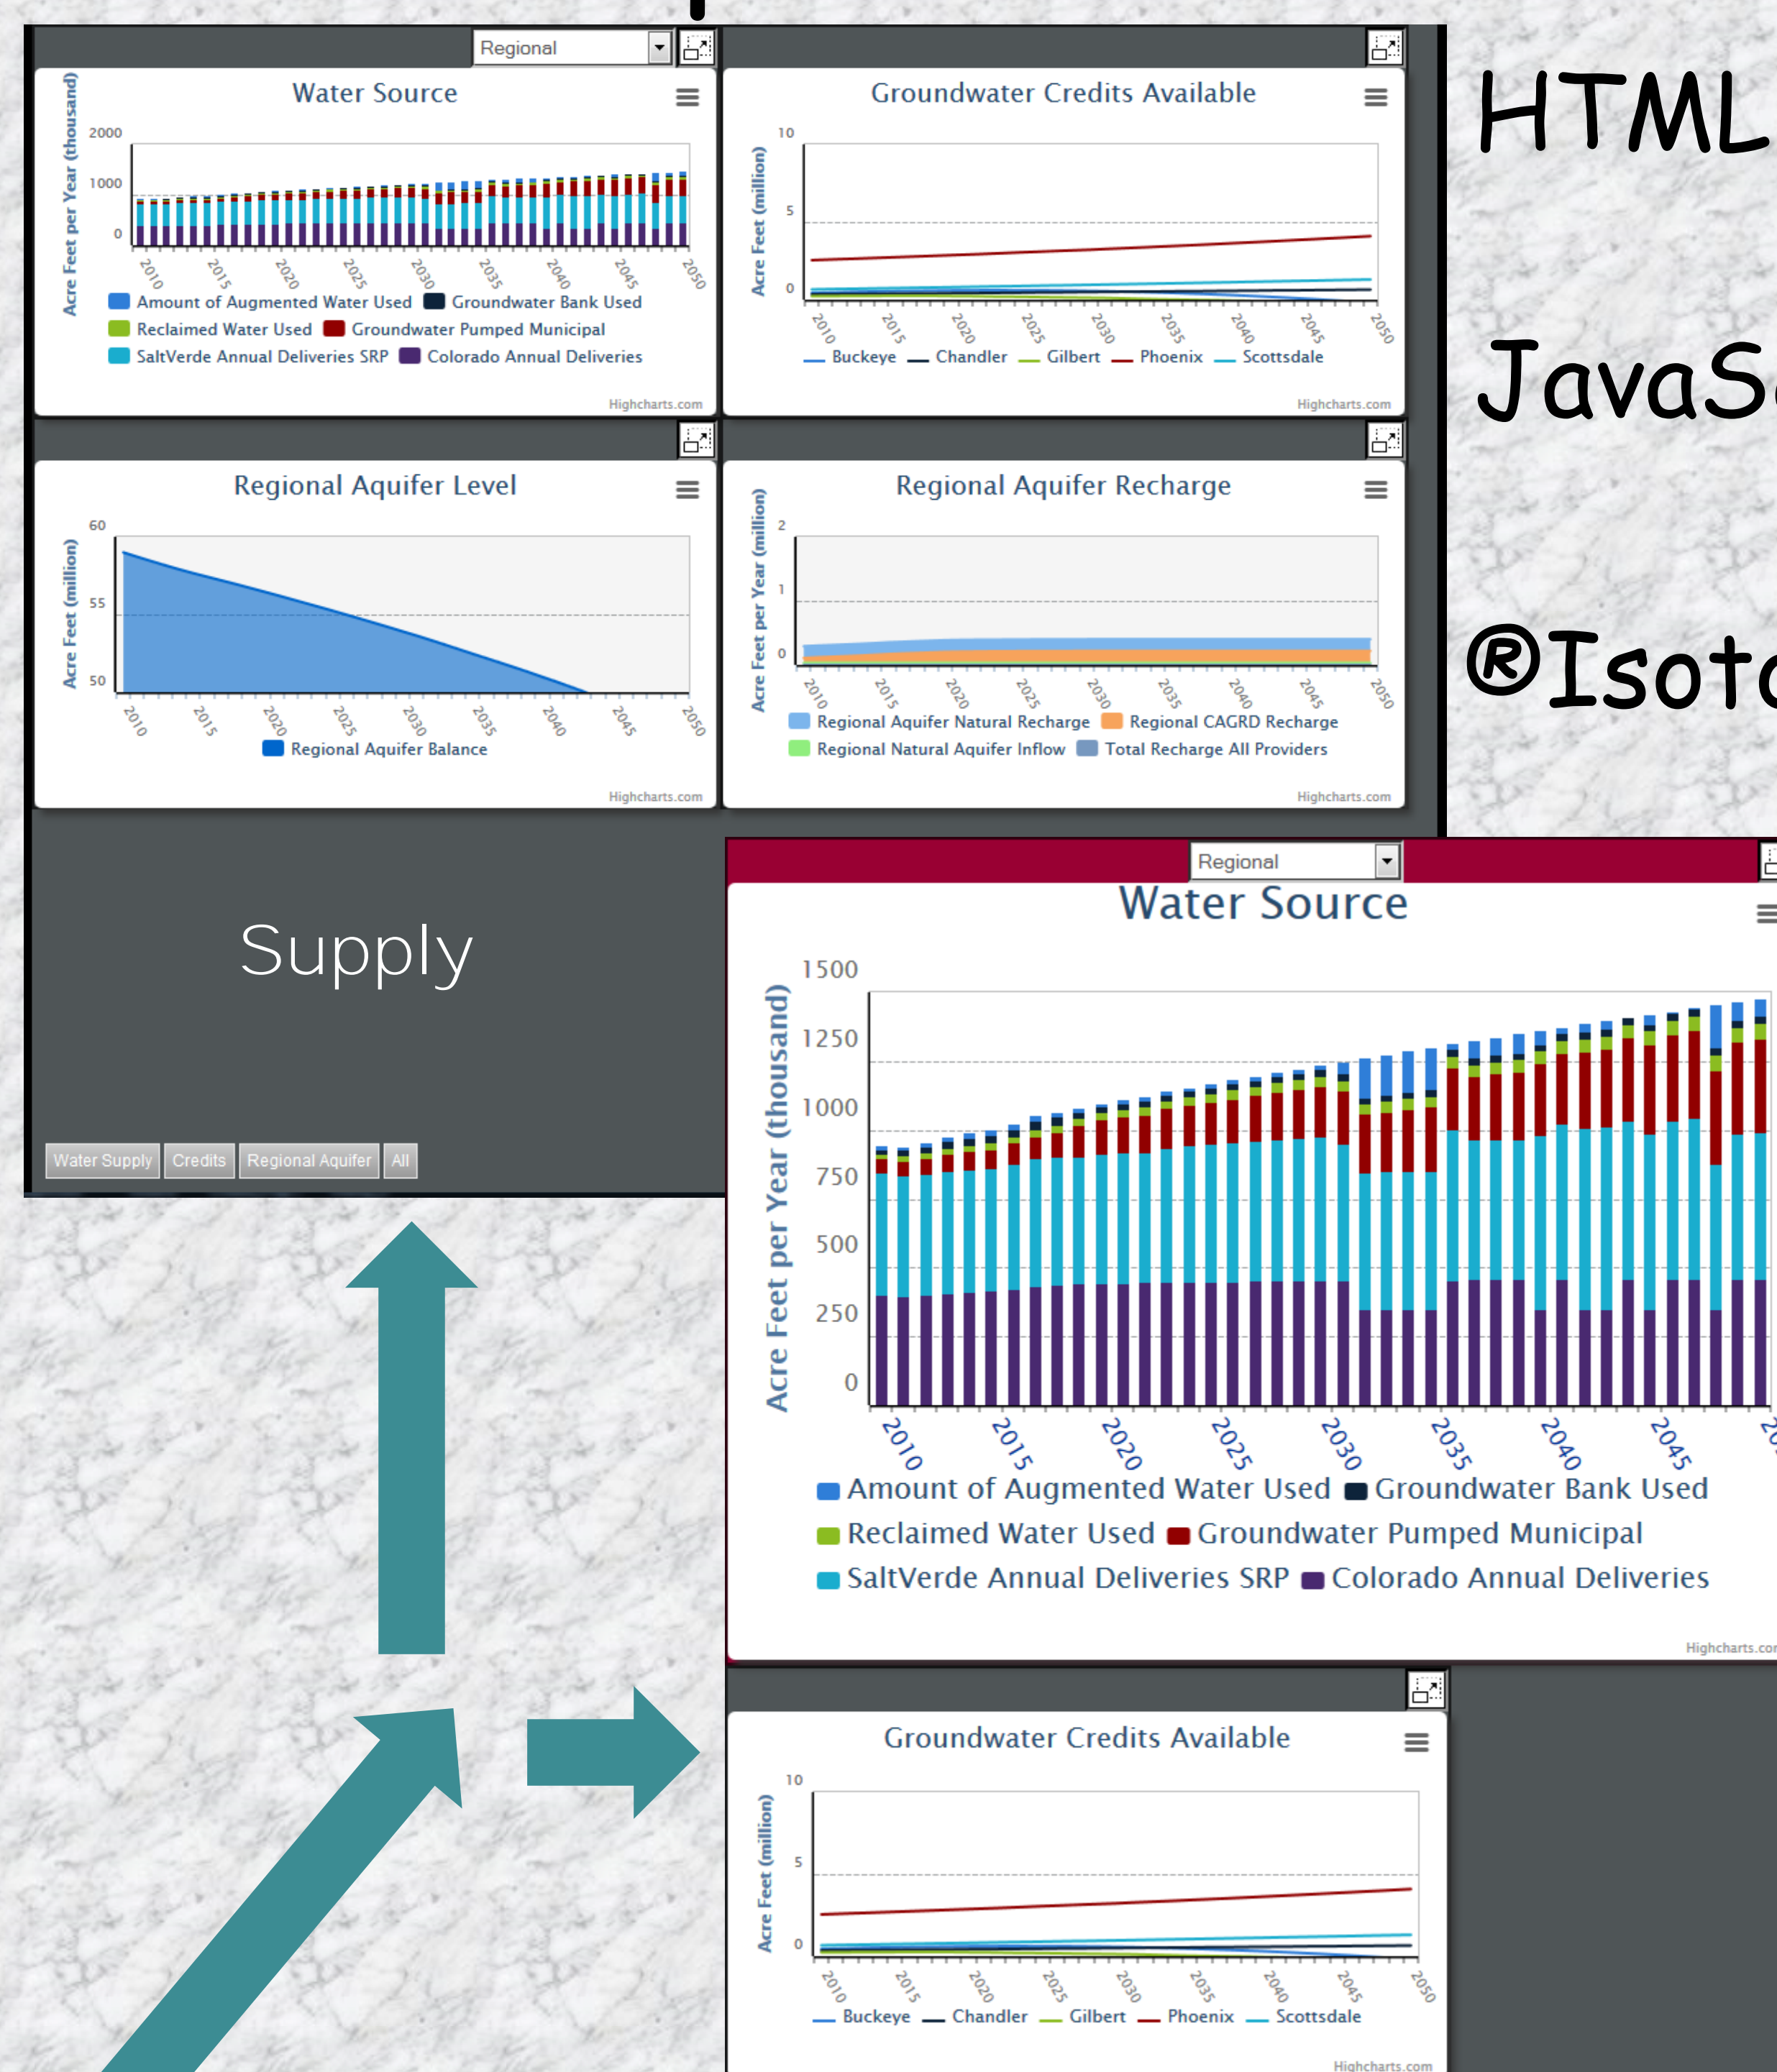 Regional
Water Source
Acre Feet per Year (thousand)
2000
1000
0
2010 2015 2020 2025 2030 2035 2040 2045 2050
Amount of Augmented Water Used Groundwater Bank Used
Reclaimed Water Used Groundwater Pumped Municipal
SaltVerde Annual Deliveries SRP Colorado Annual Deliveries
Highcharts.com
Groundwater Credits Available
Acre Feet (million)
10
5
0
2010 2015 2020 2025 2030 2035 2040 2045 2050
Buckeye Chandler Gilbert Phoenix Scottsdale
Highcharts.com
HTML
JavaS
®Isot
Regional Aquifer Level
Acre Feet (million)
60
55
50
2010 2015 2020 2025 2030 2035 2040 2045 2050
Regional Aquifer Balance
Highcharts.com
Regional Aquifer Recharge
Acre Feet per Year (million)
2
1
0
2010 2015 2020 2025 2030 2035 2040 2045 2050
Regional Aquifer Natural Recharge Regional CAGRD Recharge
Regional Natural Aquifer Inflow Total Recharge All Providers
Highcharts.com
Supply
Water Supply Credits Regional Aquifer All
Regional
Water Source
Acre Feet per Year (thousand)
1500
1250
1000
750
500
250
0
2010 2015 2020 2025 2030 2035 2040 2045
Amount of Augmented Water Used Groundwater Bank Used
Reclaimed Water Used Groundwater Pumped Municipal
SaltVerde Annual Deliveries SRP Colorado Annual Deliveries
Highcharts.com
Groundwater Credits Available
Acre Feet (million)
10
5
0
2010 2015 2020 2025 2030 2035 2040 2045 2050
Buckeye Chandler Gilbert Phoenix Scottsdale
Highcharts.com